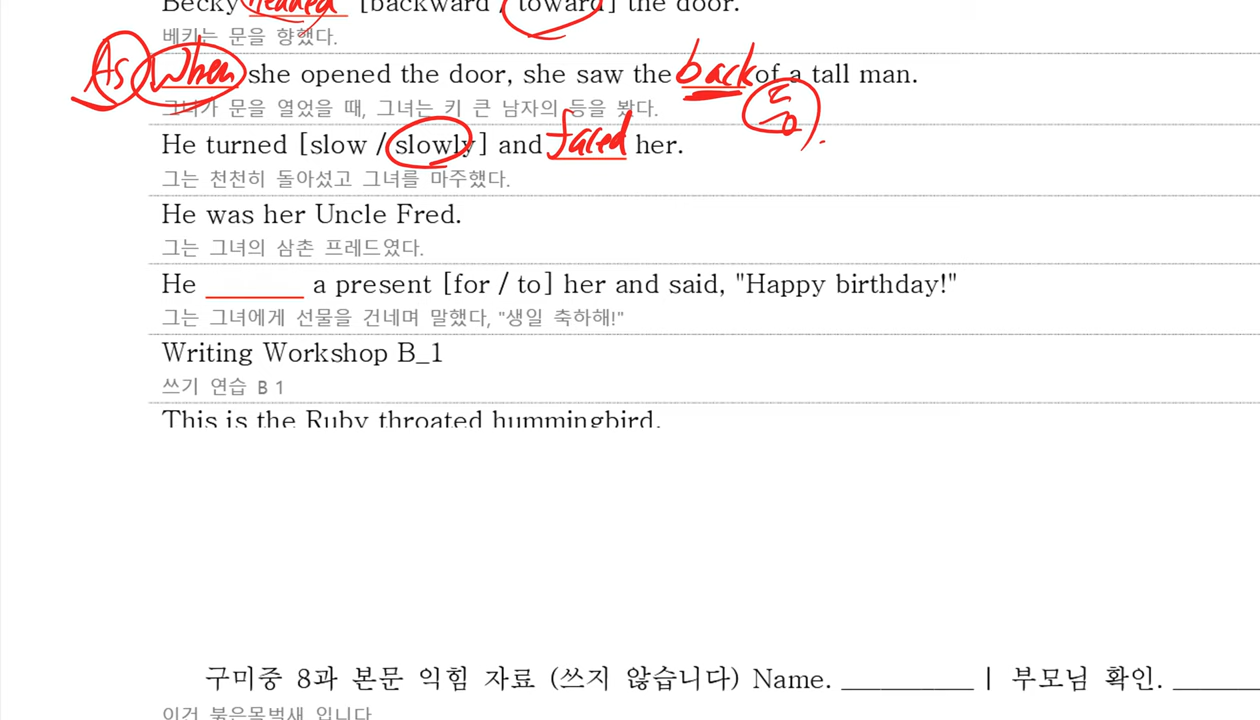 Becky headed [backward / toward] the door.
베키는 문을 향했다.
As When she opened the door, she saw the back of a tall man.
그녀가 문을 열었을 때, 그녀는 키 큰 남자의 등을 봤다.
등
He turned [slow / slowly] and faced her.
그는 천천히 돌아섰고 그녀를 마주했다.
He was her Uncle Fred.
그는 그녀의 삼촌 프레드였다.
He ______ a present [for / to] her and said, "Happy birthday!"
그는 그녀에게 선물을 건네며 말했다, "생일 축하해!"
Writing Workshop B_1
쓰기 연습 B 1
This is the Ruby throated hummingbird.
구미중 8과 본문 익힘 자료 (쓰지 않습니다) Name. _________ | 부모님 확인. ______
이건 붉은목벌새 입니다